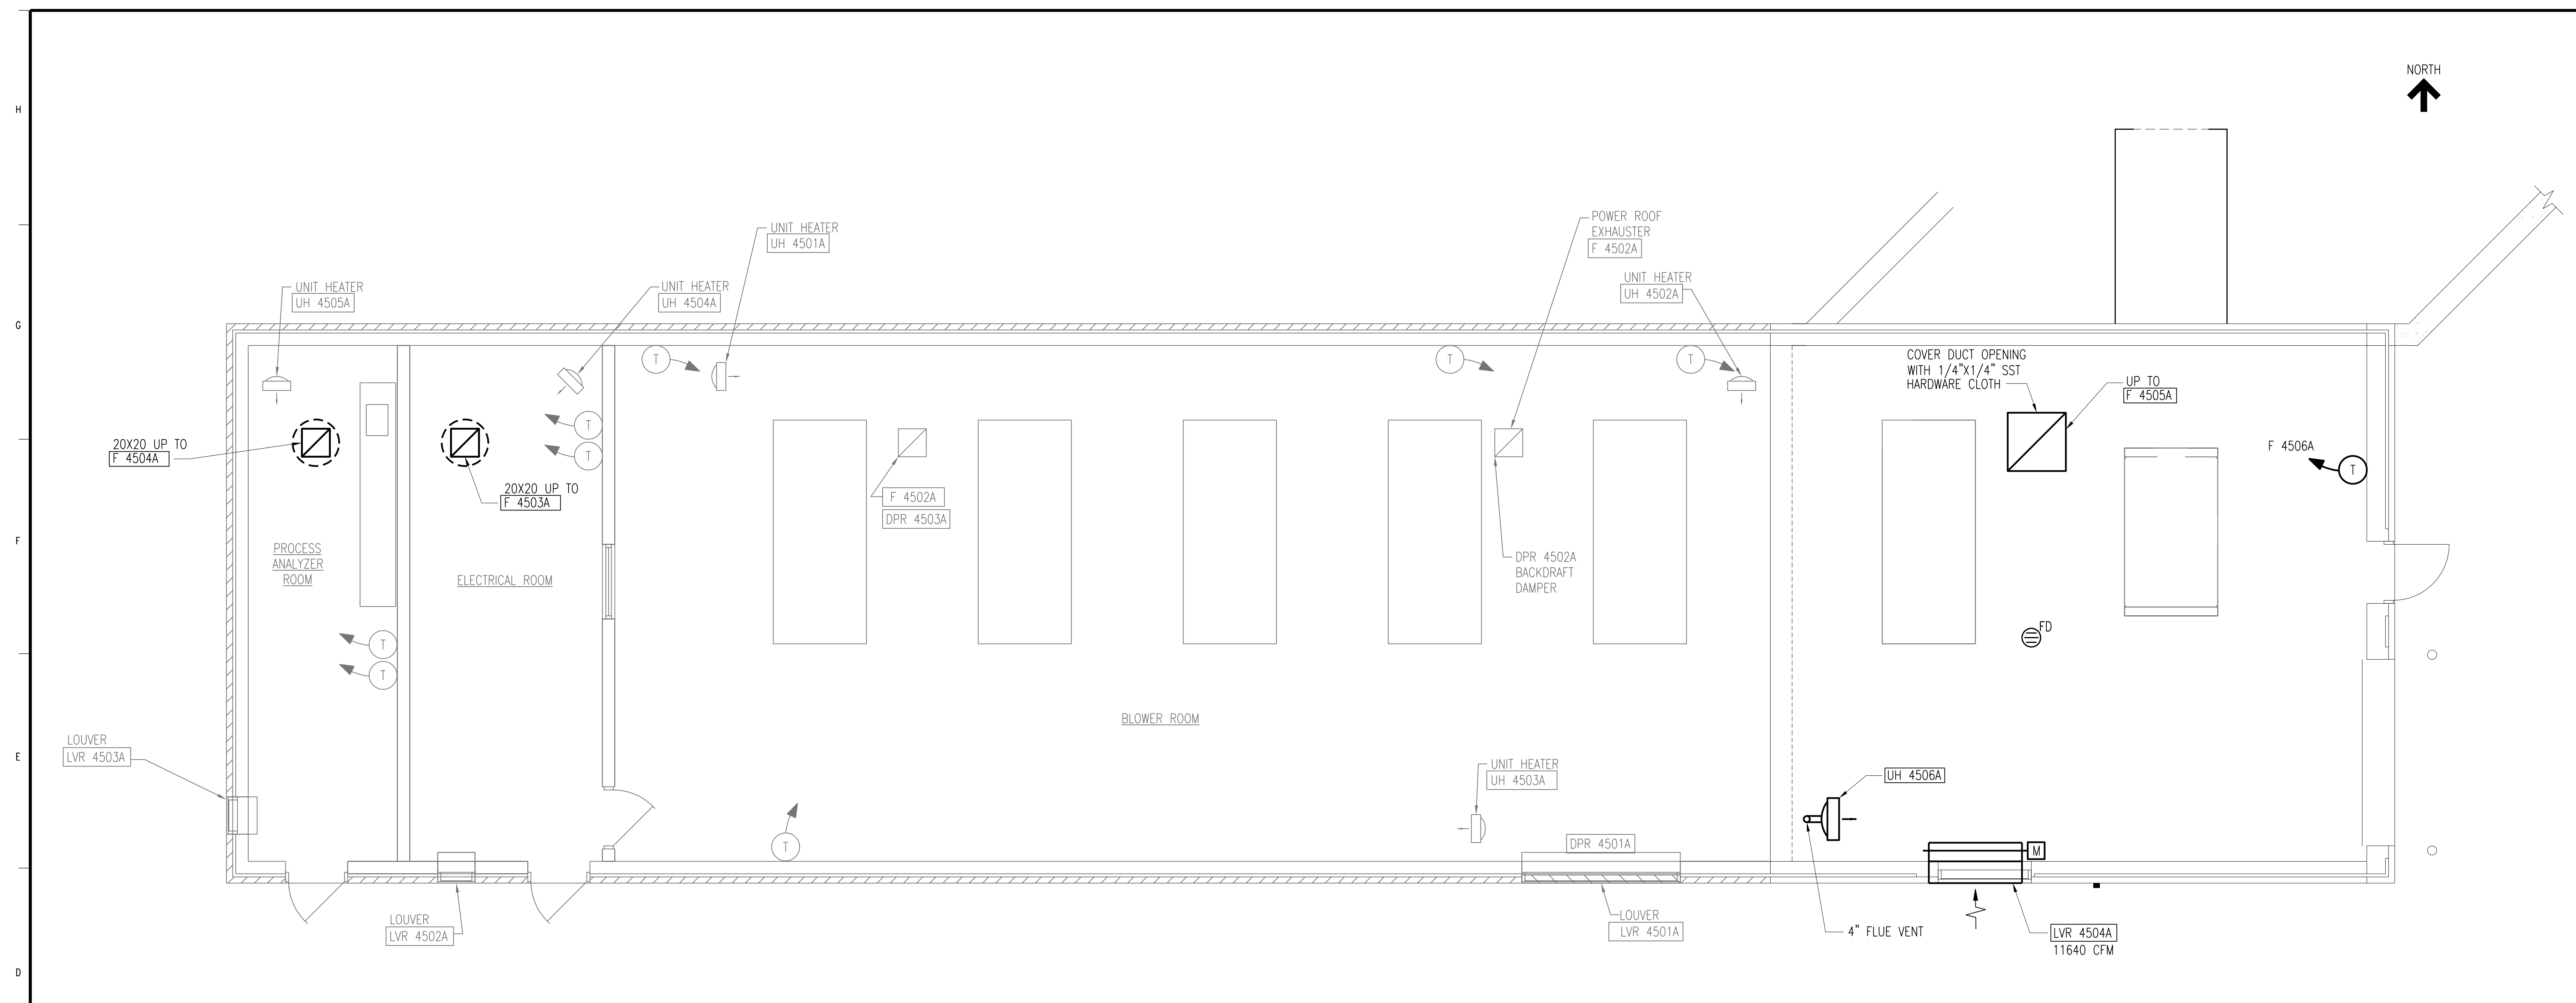 NORTH
H
POWER ROOF
EXHAUSTER
F 4502A
UNIT HEATER
UH 4501A
UNIT HEATER
UH 4502A
UNIT HEATER
UH 4505A
UNIT HEATER
UH 4504A
G
T
T
T
COVER DUCT OPENING
WITH 1/4"X1/4" SST
HARDWARE CLOTH
UP TO
F 4505A
T
T
20X20 UP TO
F 4504A
F 4506A
T
20X20 UP TO
F 4503A
F 4502A
DPR 4503A
F
PROCESS
ANALYZER
ROOM
ELECTRICAL ROOM
DPR 4502A
BACKDRAFT
DAMPER
FD
T
T
BLOWER ROOM
LOUVER
LVR 4503A
E
UNIT HEATER
UH 4503A
UH 4506A
T
DPR 4501A
M
LOUVER
LVR 4502A
LOUVER
LVR 4501A
4" FLUE VENT
LVR 4504A
11640 CFM
D